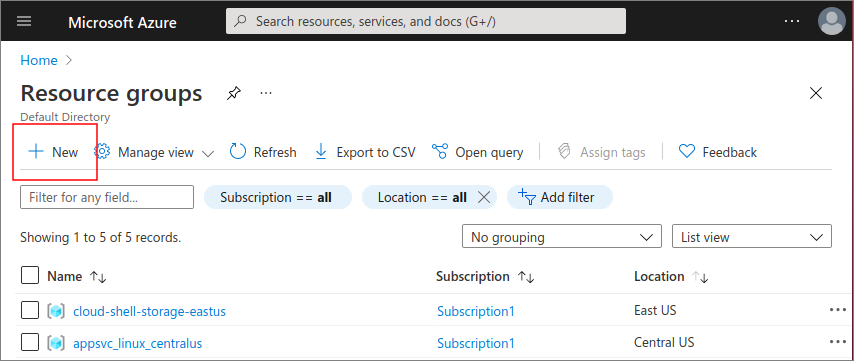 Microsoft Azure
Search resources, services, and docs (G+/)
Home
Resource groups
Default Directory
New Manage view Refresh Export to CSV Open query Assign tags Feedback
Filter for any field... Subscription == all Location == all Add filter
Showing 1 to 5 of 5 records. No grouping List view
Name Subscription Location
cloud-shell-storage-eastus Subscription1 East US
appsvc_linux_centralus Subscription1 Central US